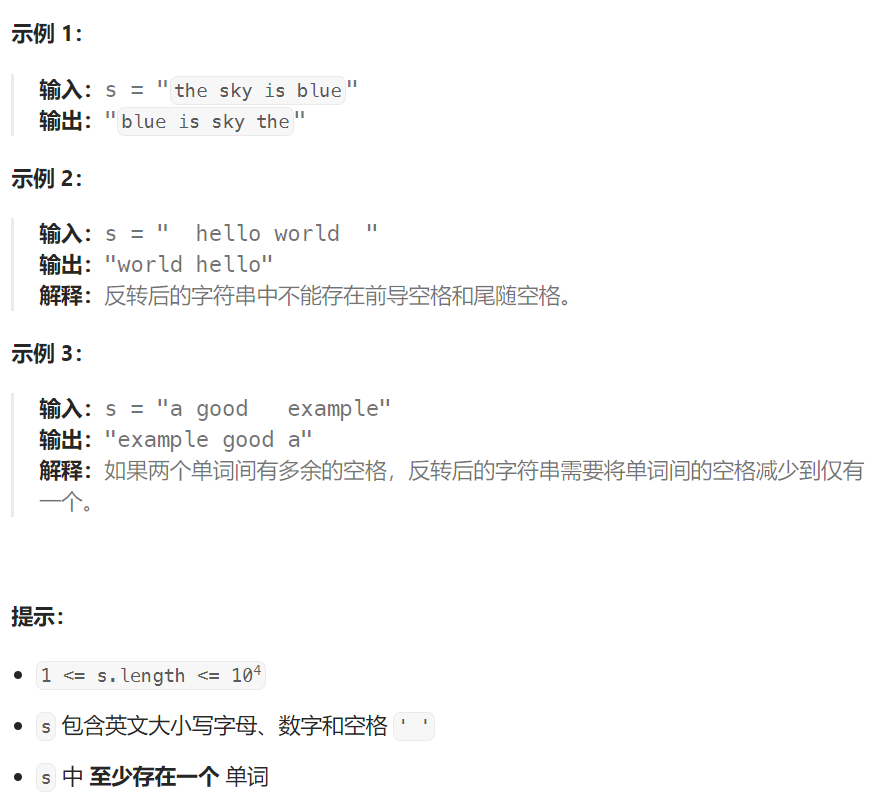 示例 1：
输入：s = "the sky is blue"
输出："blue is sky the"
示例 2：
输入：s = "  hello world  "
输出："world hello"
解释：反转后的字符串中不能存在前导空格和尾随空格。
示例 3：
输入：s = "a good   example"
输出："example good a"
解释：如果两个单词间有多余的空格，反转后的字符串需要将单词间的空格减少到仅有
一个。
提示：
• 1 <= s.length <= 10⁴
• s 包含英文大小写字母、数字和空格 ' '
• s 中 至少存在一个 单词